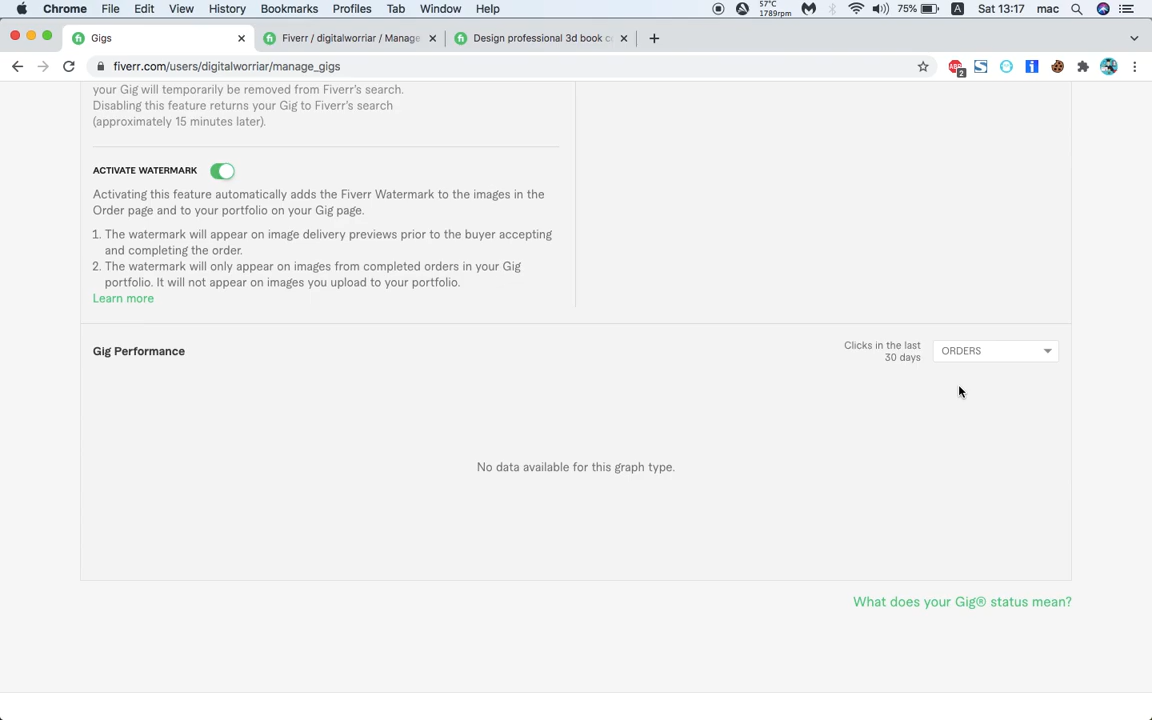 Chrome File Edit View History Bookmarks Profiles Tab Window Help 57°C 1789rpm 75% A Sat 13:17 mac
Gigs Fiverr / digitalworriar / Manage Design professional 3d book c
fiverr.com/users/digitalworriar/manage_gigs ABP 2
your Gig will temporarily be removed from Fiverr's search.
Disabling this feature returns your Gig to Fiverr's search
(approximately 15 minutes later).
ACTIVATE WATERMARK
Activating this feature automatically adds the Fiverr Watermark to the images in the
Order page and to your portfolio on your Gig page.
1. The watermark will appear on image delivery previews prior to the buyer accepting
and completing the order.
2. The watermark will only appear on images from completed orders in your Gig
portfolio. It will not appear on images you upload to your portfolio.
Learn more
Gig Performance
Clicks in the last
30 days
ORDERS
No data available for this graph type.
What does your Gig® status mean?